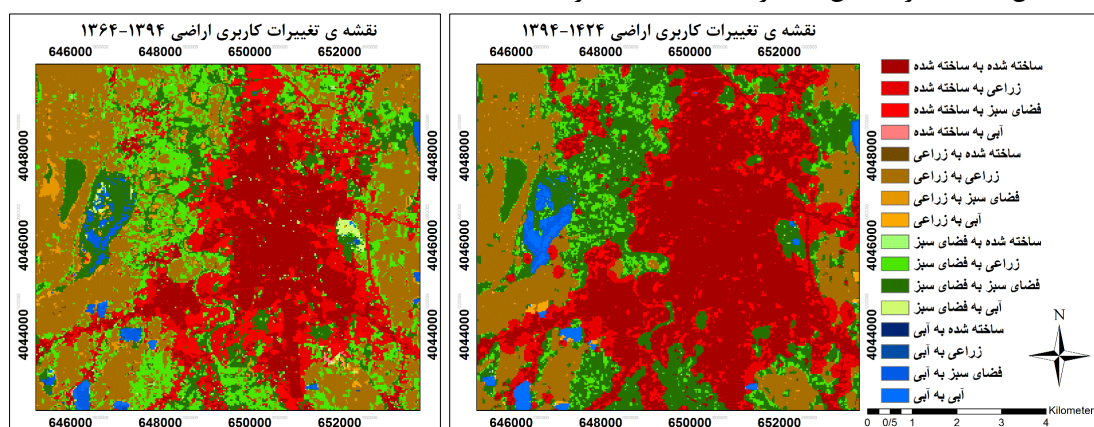 نقشه ی تغییرات کاربری اراضی ۱۳۹۴-۱۳۶۴
646000 648000 650000 652000
4048000
4046000
4044000
4048000
4046000
4044000
646000 648000 650000 652000
نقشه ی تغییرات کاربری اراضی ۱۴۲۴-۱۳۹۴
646000 648000 650000 652000
4048000
4046000
4044000
646000 648000 650000 652000
ساخته شده به ساخته شده
زراعی به ساخته شده
فضای سبز به ساخته شده
آبی به ساخته شده
ساخته شده به زراعی
زراعی به زراعی
فضای سبز به زراعی
آبی به زراعی
ساخته شده به فضای سبز
زراعی به فضای سبز
فضای سبز به فضای سبز
آبی به فضای سبز
ساخته شده به آبی
زراعی به آبی
فضای سبز به آبی
آبی به آبی
N
Kilometer
0 0/5 1 2 3 4